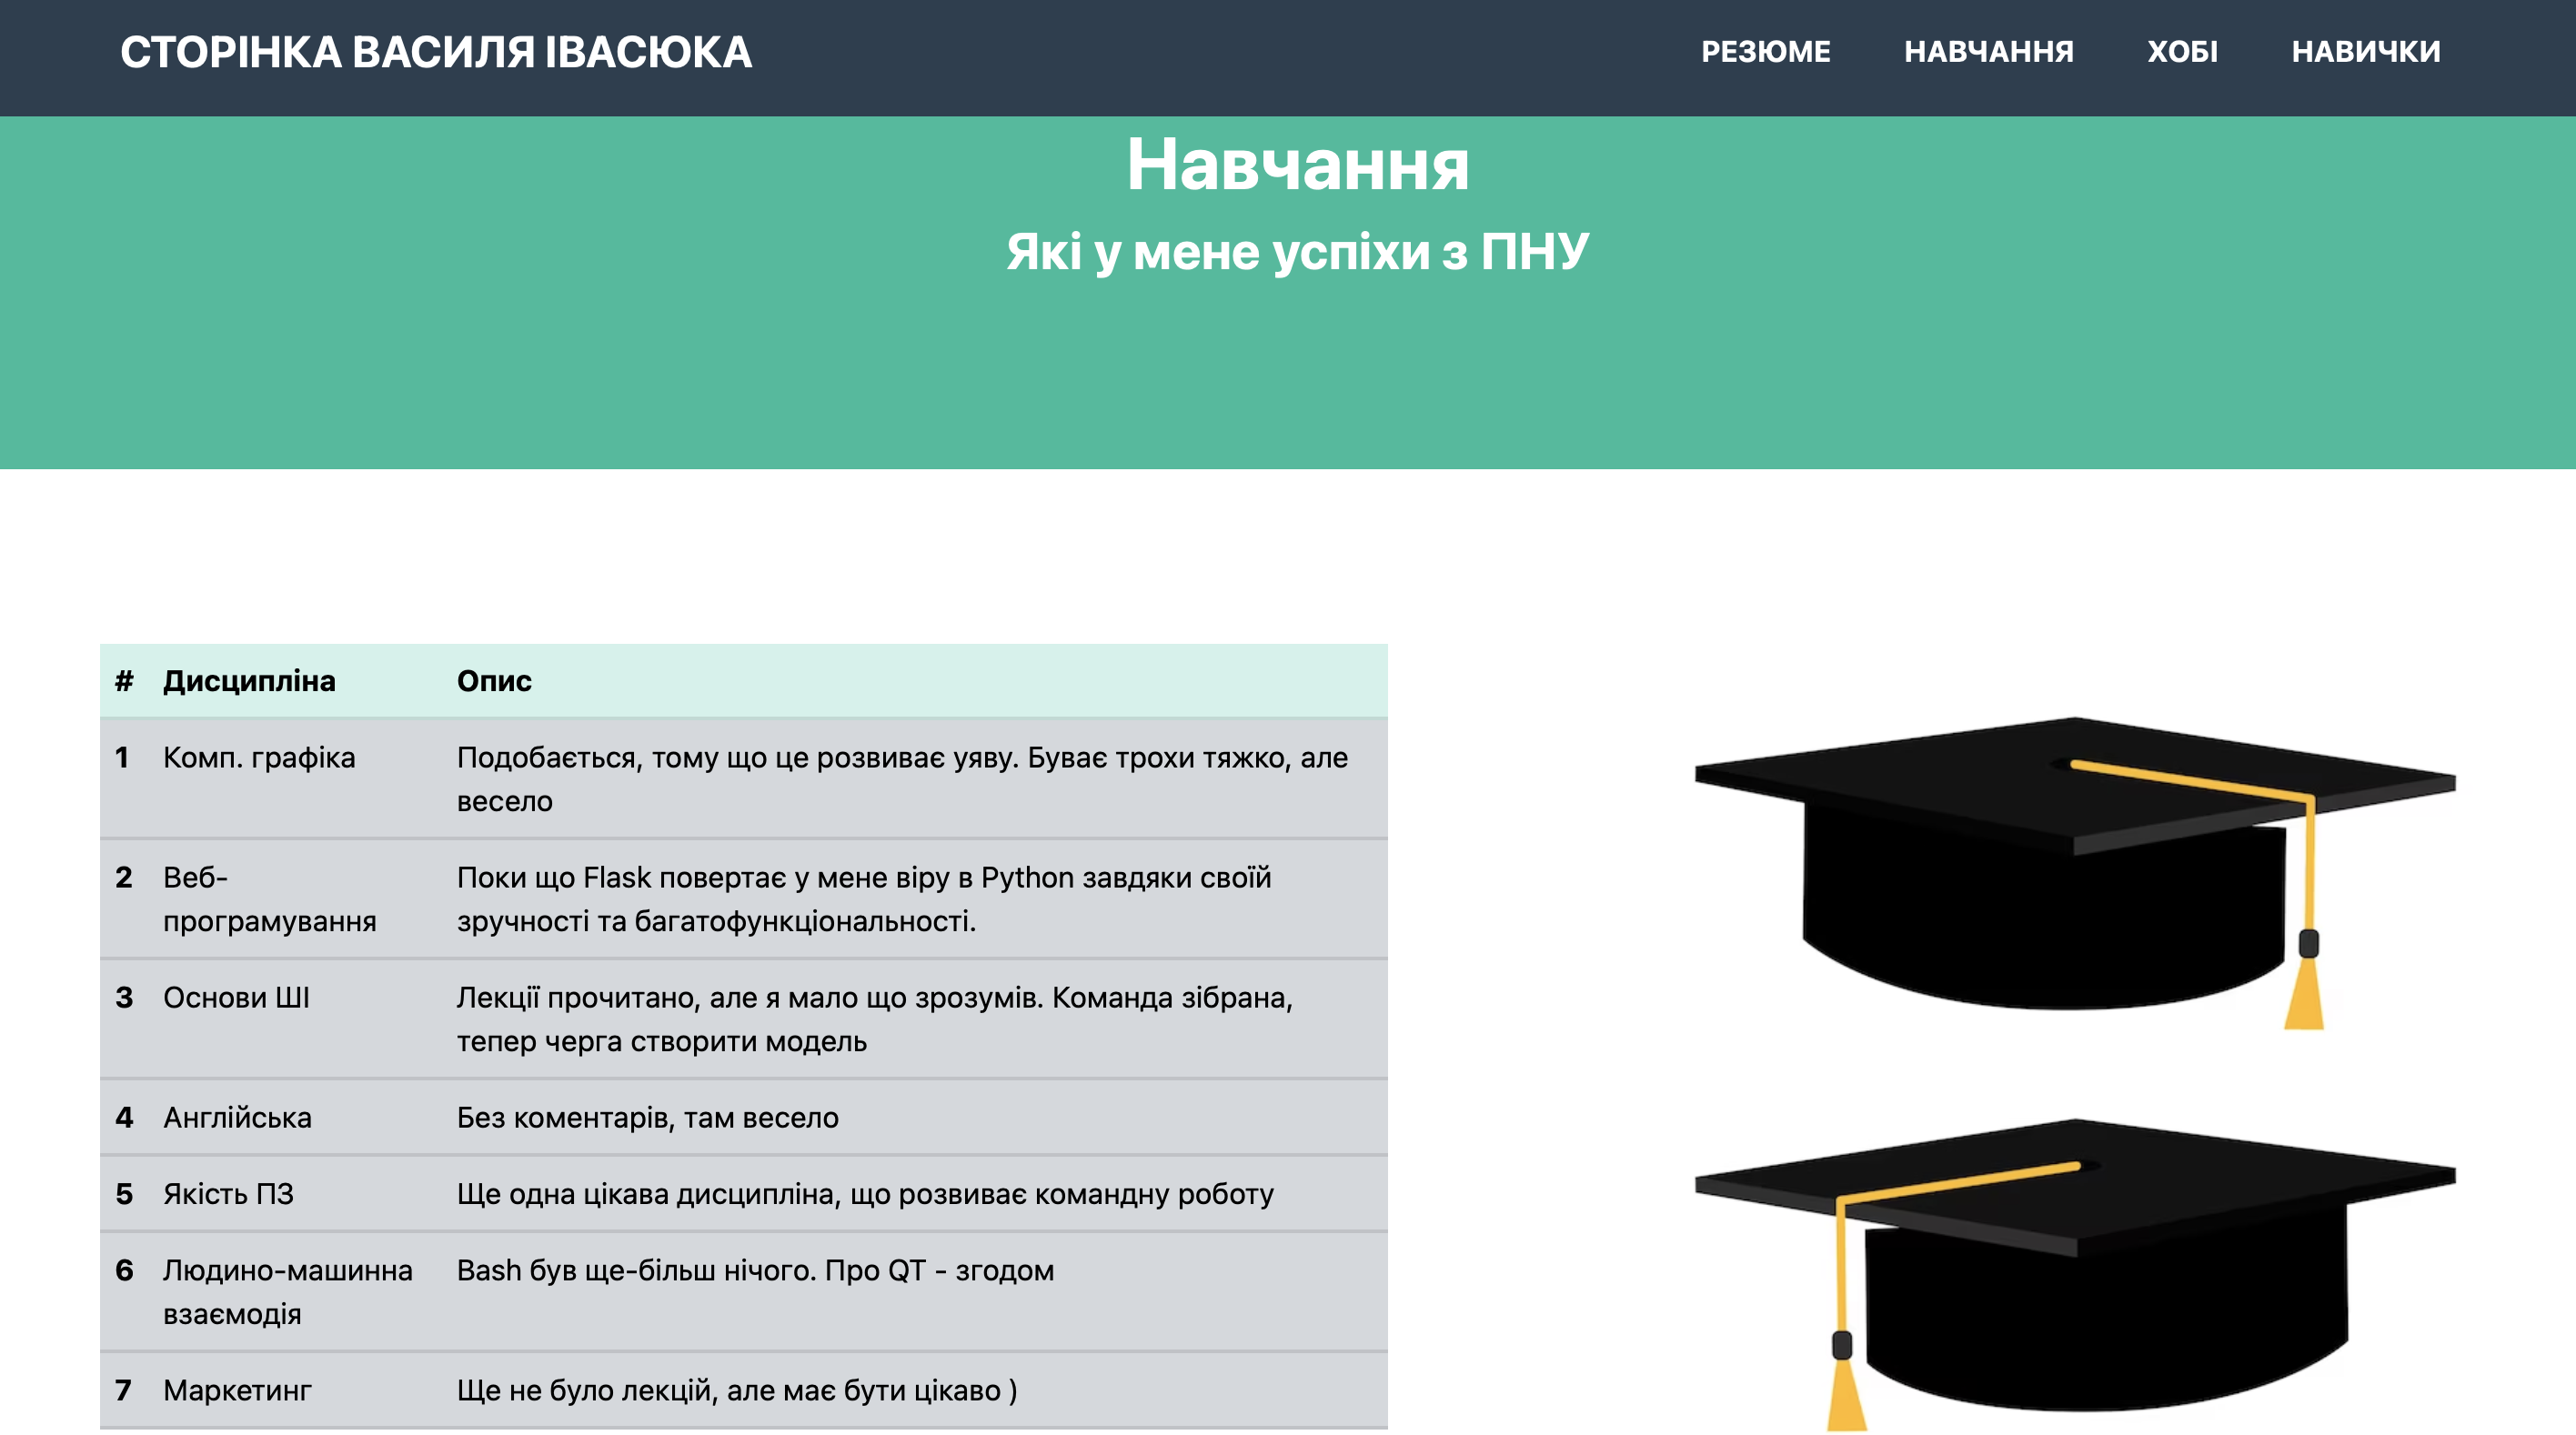 СТОРІНКА ВАСИЛЯ ІВАСЮКА
РЕЗЮМЕ НАВЧАННЯ ХОБІ НАВИЧКИ
Навчання
Які у мене успіхи з ПНУ
# Дисципліна Опис
1 Комп. графіка Подобається, тому що це розвиває уяву. Буває трохи тяжко, але
весело
2 Веб-
програмування
Поки що Flask повертає у мене віру в Python завдяки своїй
зручності та багатофункціональності.
3 Основи ШІ Лекції прочитано, але я мало що зрозумів. Команда зібрана,
тепер черга створити модель
4 Англійська Без коментарів, там весело
5 Якість ПЗ Ще одна цікава дисципліна, що розвиває командну роботу
6 Людино-машинна
взаємодія
Bash був ще-більш нічого. Про QT - згодом
7 Маркетинг Ще не було лекцій, але має бути цікаво )